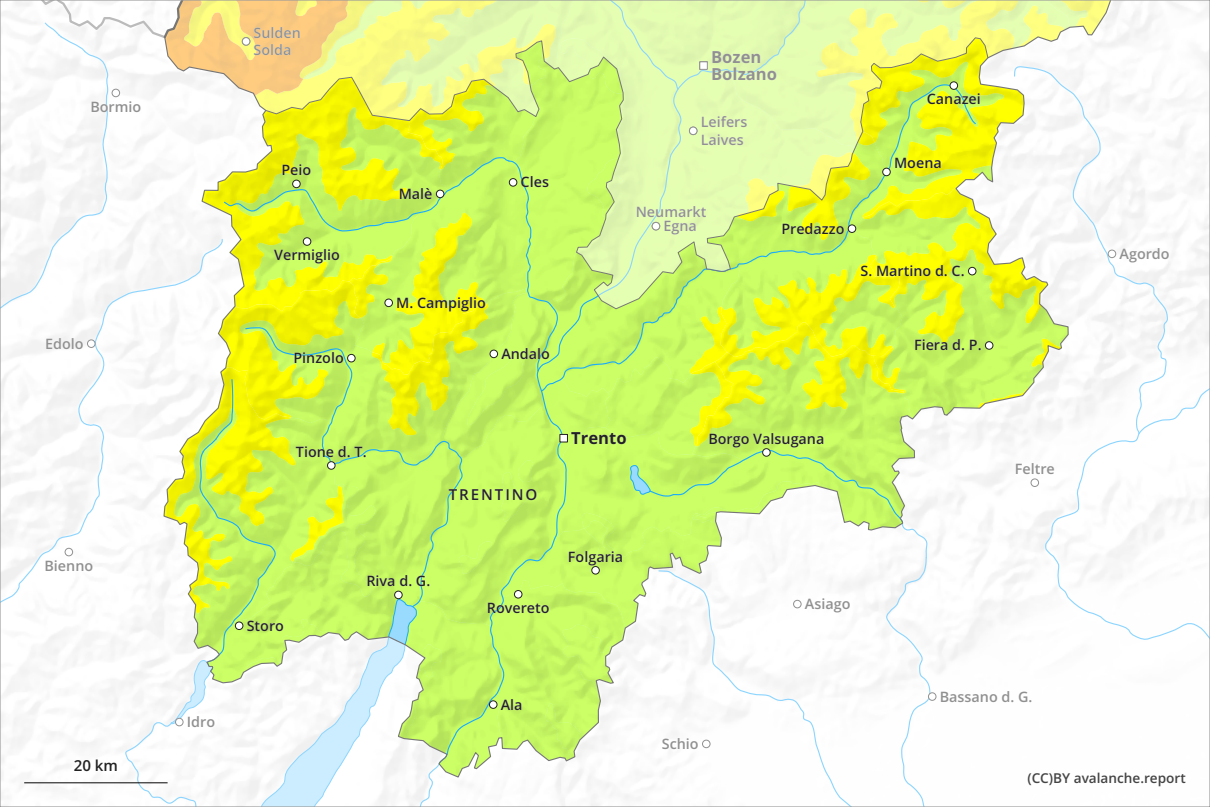 Sulden
Solda
Bozen
Bolzano
Bormio
Canazei
Leifers
Laives
Moena
Peio
Malè
Cles
Neumarkt
Egna
Predazzo
Vermiglio
Agordo
S. Martino d. C.
M. Campiglio
Edolo
Pinzolo
Andalo
Fiera d. P.
Trento
Borgo Valsugana
Tione d. T.
Feltre
TRENTINO
Bienno
Folgaria
Riva d. G.
Rovereto
Asiago
Storo
Bassano d. G.
Ala
Idro
Schio
20 km
(CC)BY avalanche.report